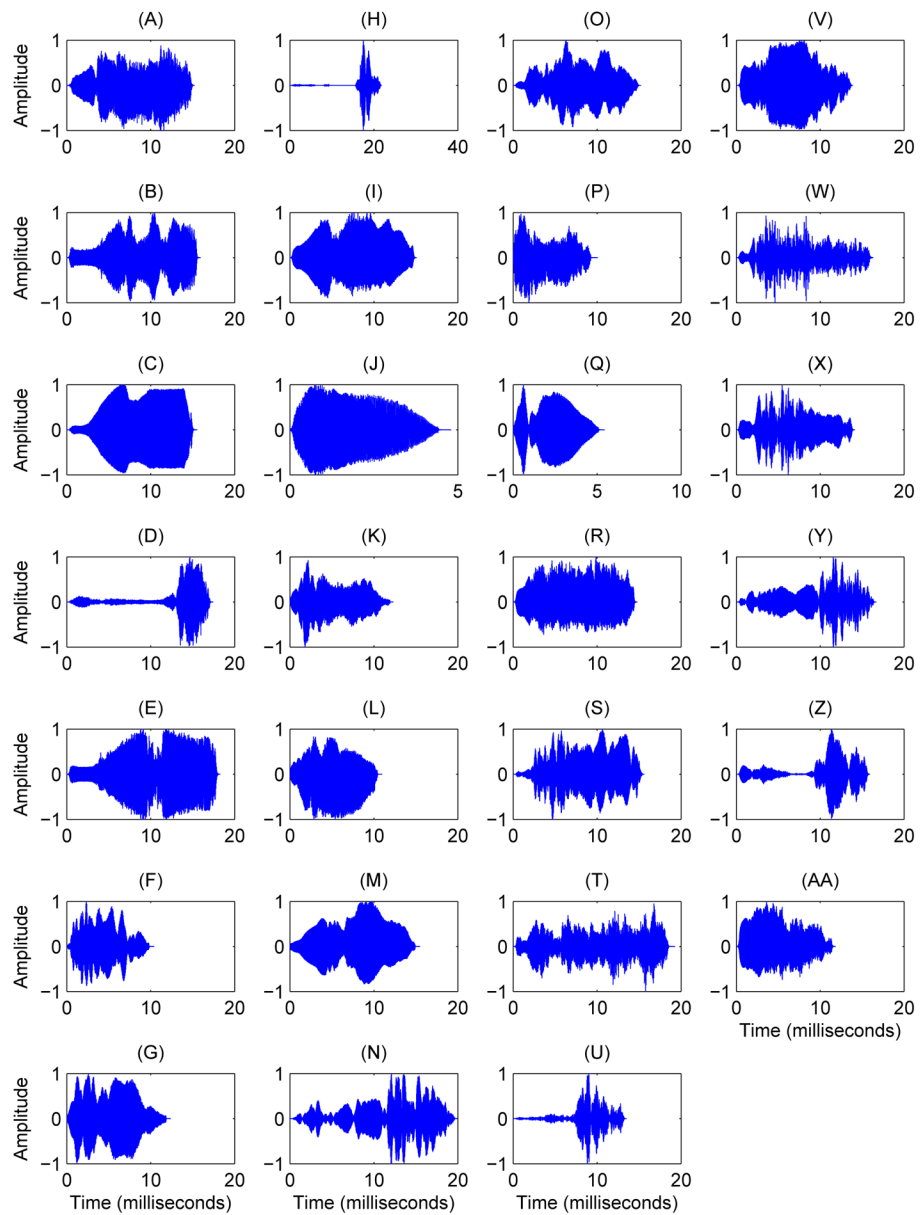 (A) (H) (O) (V)
Amplitude
1
0
−1
0 10 20 0 20 40 0 10 20 0 10 20
(B) (I) (P) (W)
Amplitude
1
0
−1
0 10 20 0 10 20 0 10 20 0 10 20
(C) (J) (Q) (X)
Amplitude
1
0
−1
0 10 20 0 5 0 5 10 0 10 20
(D) (K) (R) (Y)
Amplitude
1
0
−1
0 10 20 0 10 20 0 10 20 0 10 20
(E) (L) (S) (Z)
Amplitude
1
0
−1
0 10 20 0 10 20 0 10 20 0 10 20
(F) (M) (T) (AA)
Amplitude
1
0
−1
0 10 20 0 10 20 0 10 20 0 10 20
Time (milliseconds)
(G) (N) (U)
Amplitude
1
0
−1
0 10 20 0 10 20 0 10 20
Time (milliseconds) Time (milliseconds) Time (milliseconds)